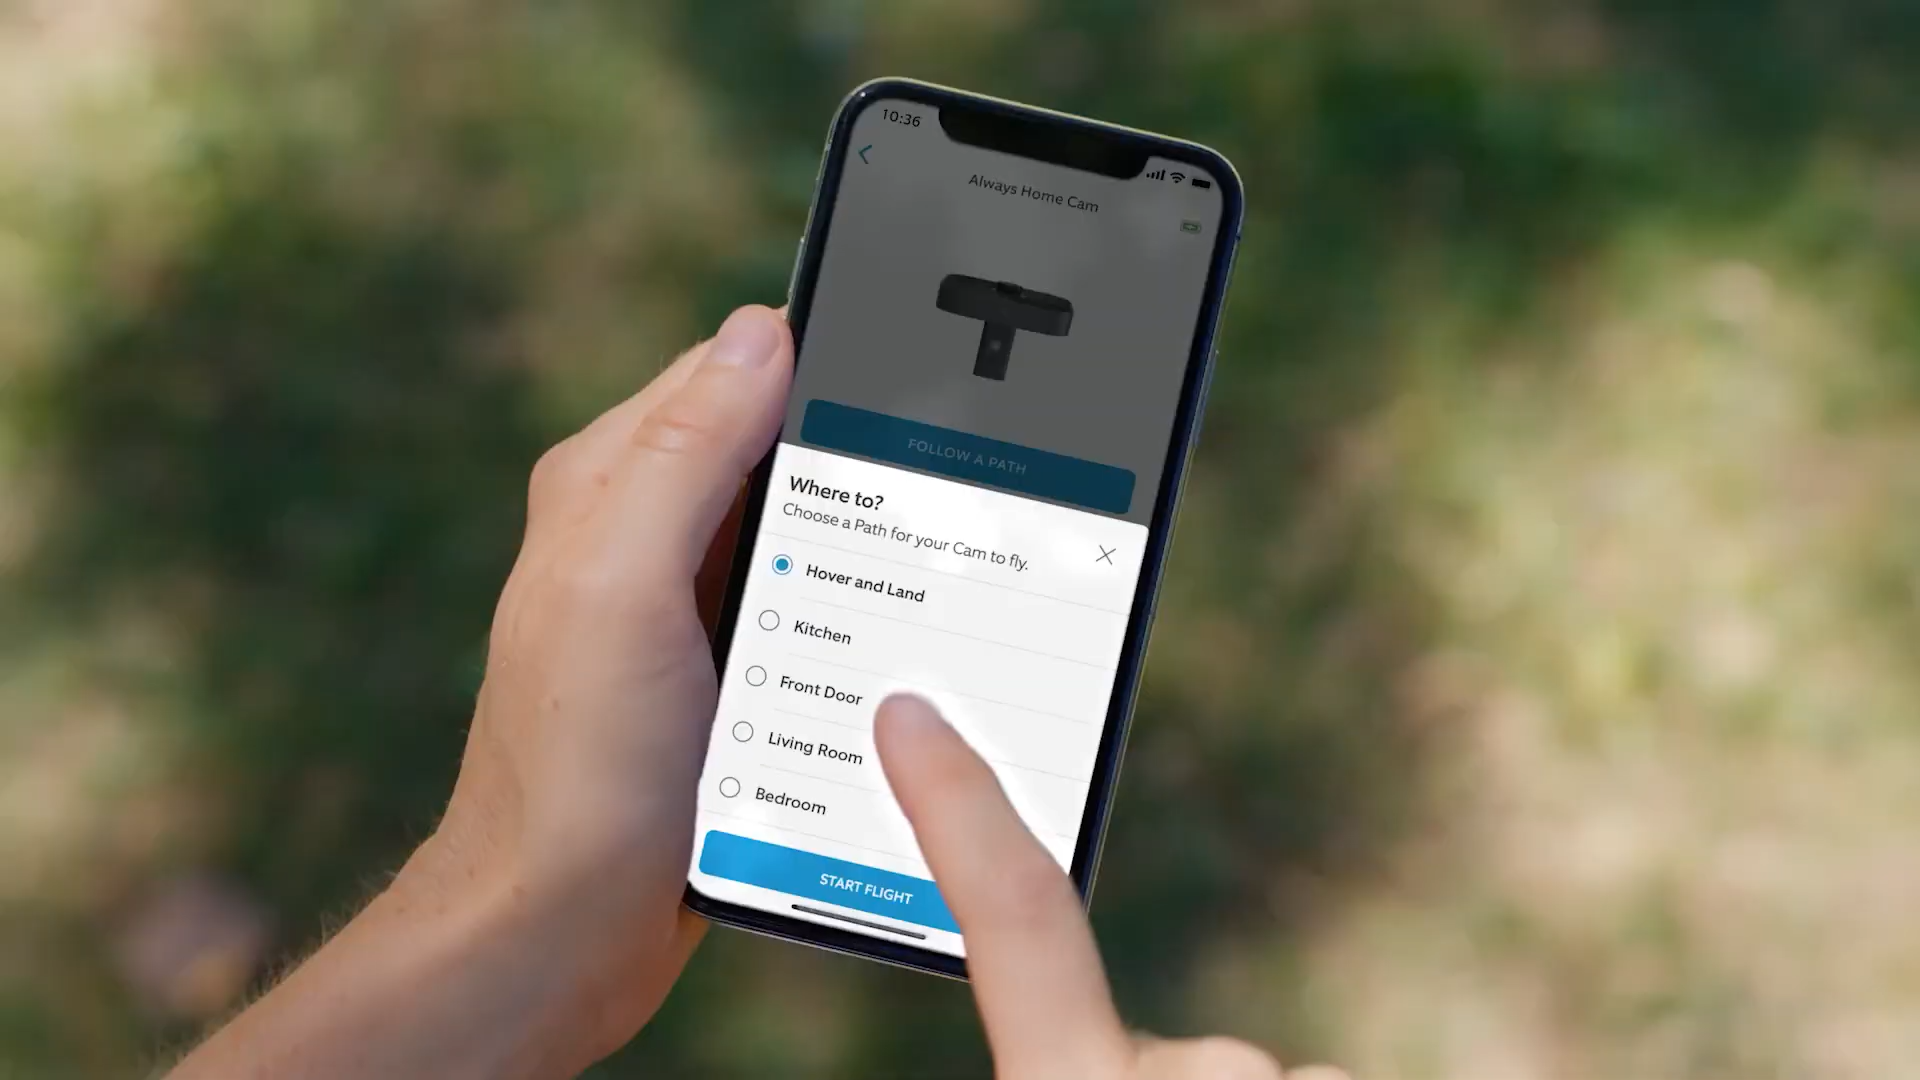 10:36
Always Home Cam
FOLLOW A PATH
Where to?
Choose a Path for your Cam to fly.
Hover and Land
Kitchen
Front Door
Living Room
Bedroom
START FLIGHT